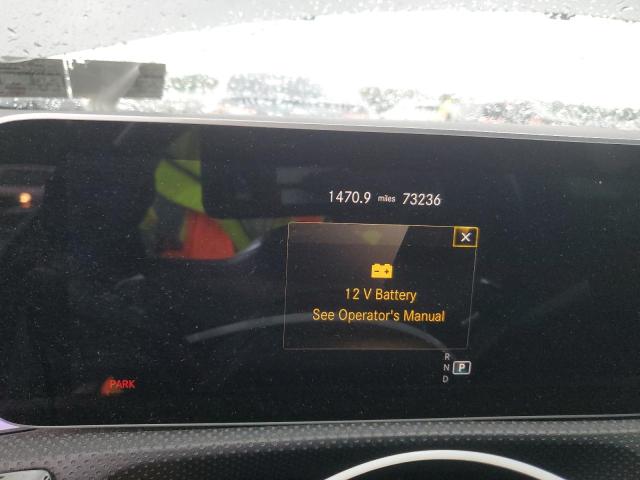 1470.9 miles 73236
X
12 V Battery
See Operator's Manual
R
N P
D
PARK